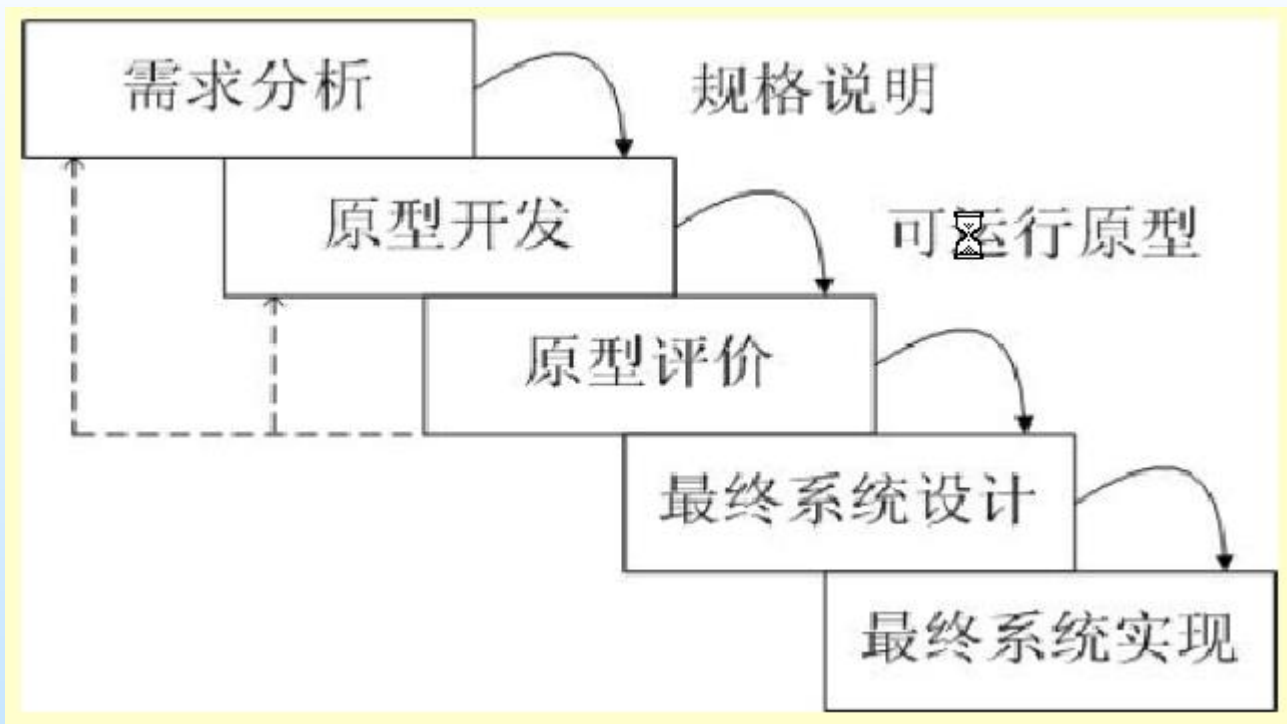 需求分析
规格说明
原型开发
可运行原型
原型评价
最终系统设计
最终系统实现